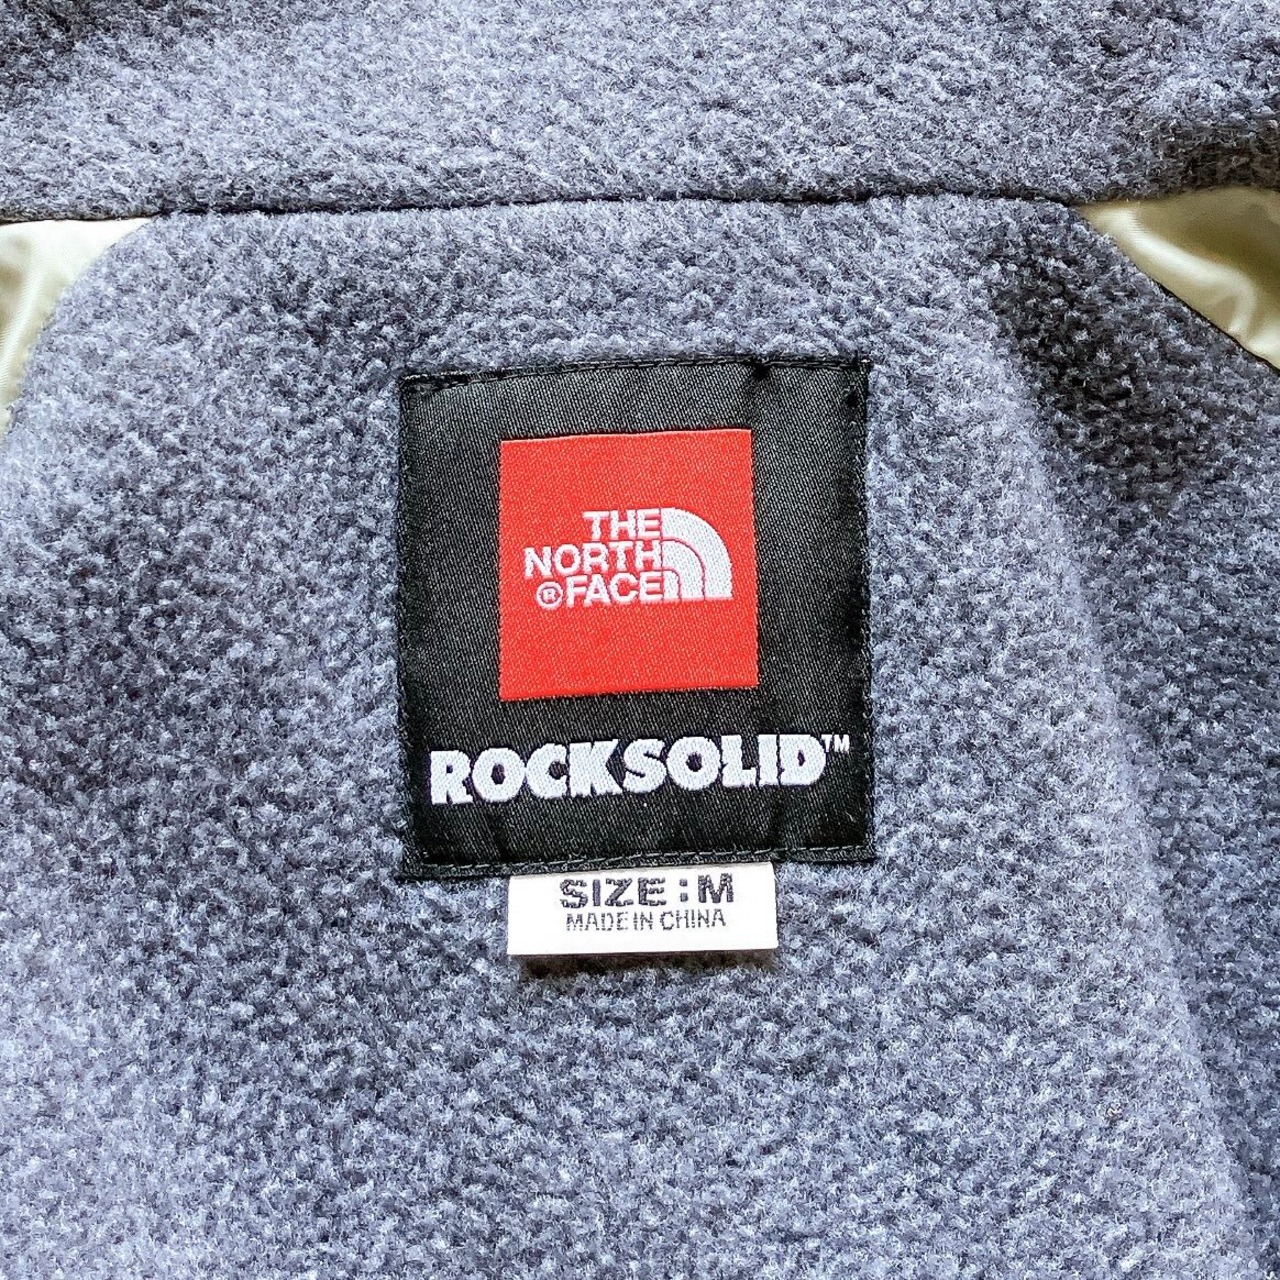 THE
NORTH
®FACE
ROCKSOLID™
SIZE:M
MADE IN CHINA